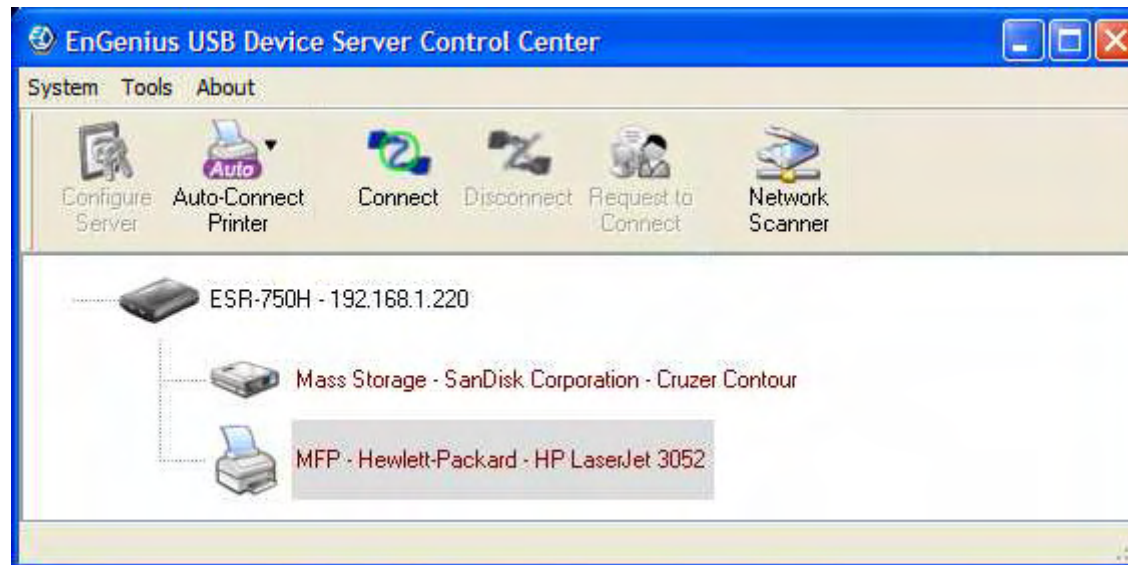 EnGenius USB Device Server Control Center
System Tools About
Configure Server
Auto
Auto-Connect Printer
Connect
Disconnect
Request to Connect
Network Scanner
ESR-750H - 192.168.1.220
Mass Storage - SanDisk Corporation - Cruzer Contour
MFP - Hewlett-Packard - HP LaserJet 3052